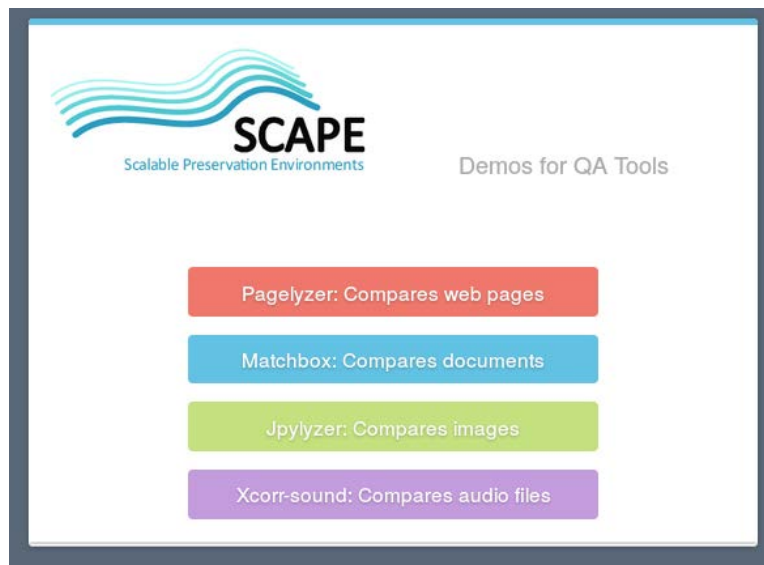 SCAPE
Scalable Preservation Environments
Demos for QA Tools
Pagelyzer: Compares web pages
Matchbox: Compares documents
Jpylyzer: Compares images
Xcorr-sound: Compares audio files